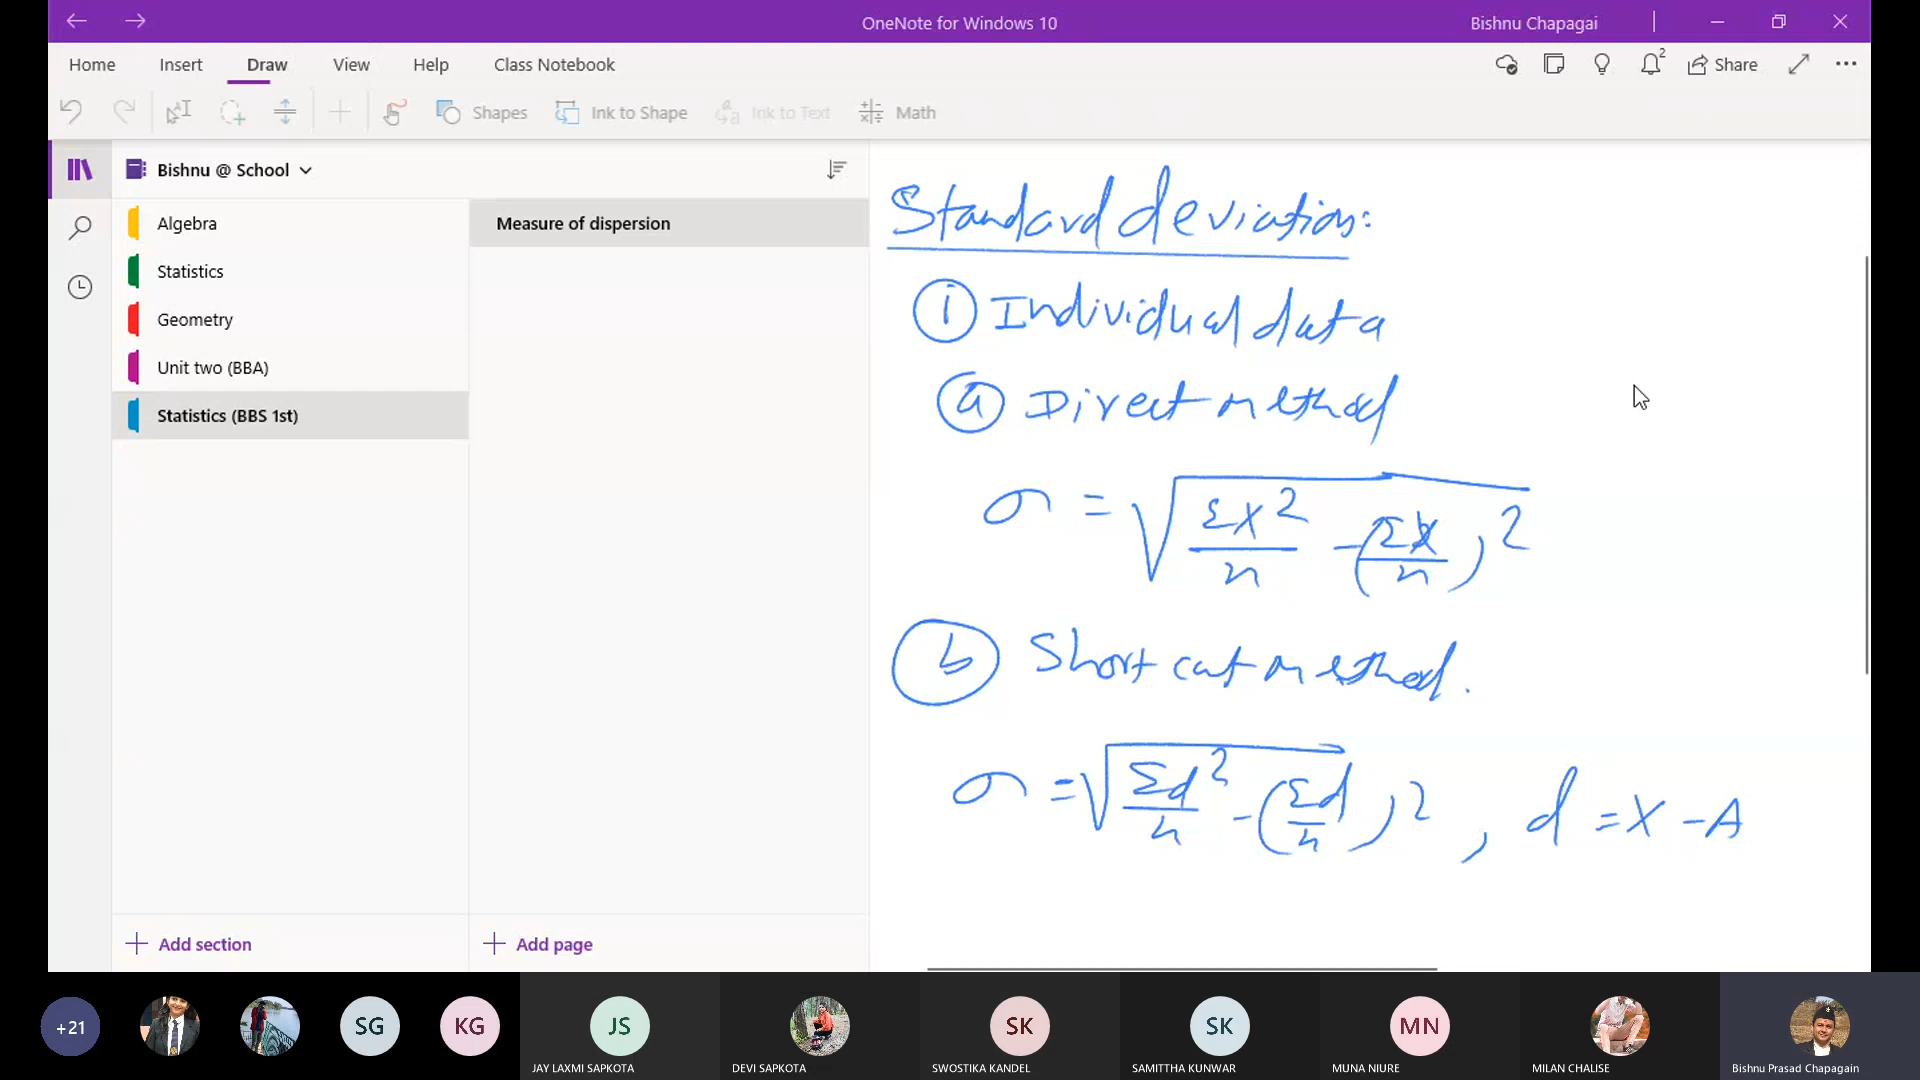 OneNote for Windows 10
Bishnu Chapagai
Home Insert Draw View Help Class Notebook
2
Share
Shapes Ink to Shape Ink to Text Math
Bishnu @ School
Algebra
Statistics
Geometry
Unit two (BBA)
Statistics (BBS 1st)
Add section
Measure of dispersion
Add page
Standard deviation:
(i) Individual data
(a) Direct method
σ = √(Σx²/n - (Σx/n)²)
(b) Short cut method.
σ = √(Σd²/n - (Σd/n)²), d = X - A
+21
SG
KG
JS
JAY LAXMI SAPKOTA
DEVI SAPKOTA
SK
SWOSTIKA KANDEL
SK
SAMITTHA KUNWAR
MN
MUNA NIURE
MILAN CHALISE
Bishnu Prasad Chapagain